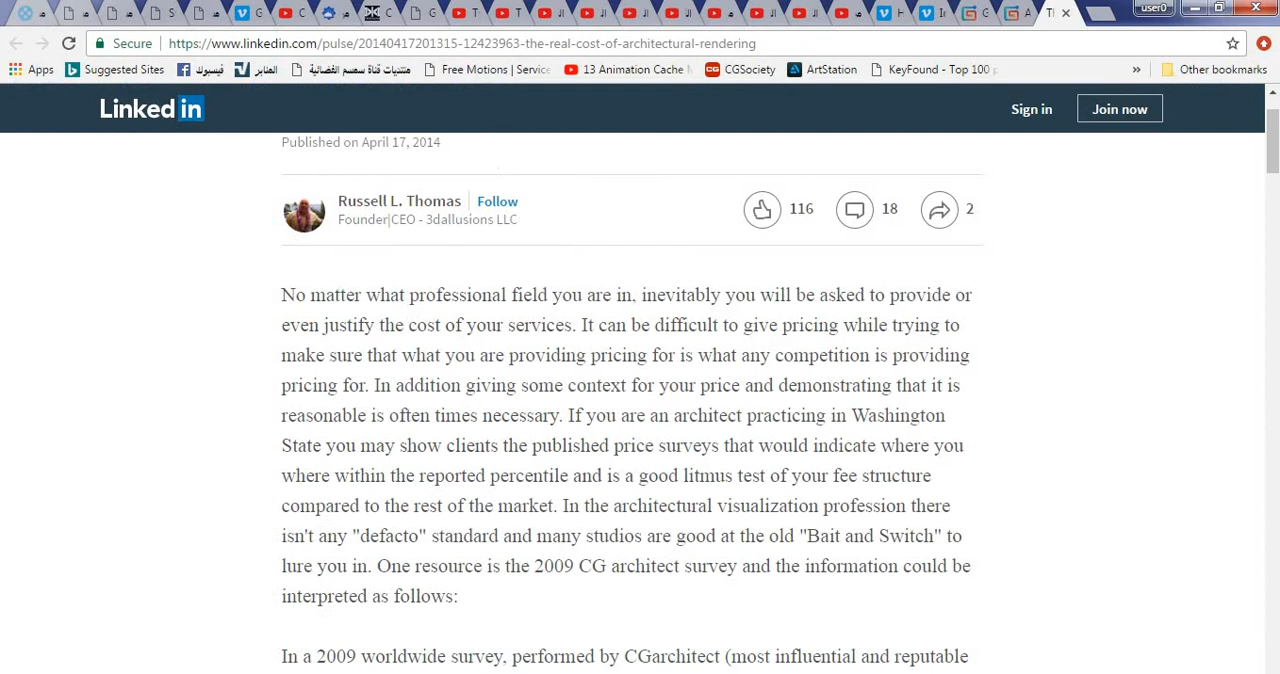 user0
Secure
https://www.linkedin.com/pulse/20140417201315-12423963-the-real-cost-of-architectural-rendering
Apps
Suggested Sites
فيسبوك
المنابر
منتديات قناة سمسم الفضائية
Free Motions | Service
13 Animation Cache
CGSociety
ArtStation
KeyFound - Top 100
»
Other bookmarks
Linked in
Sign in
Join now
Published on April 17, 2014
Russell L. Thomas
Follow
Founder|CEO - 3dallusions LLC
116
18
2
No matter what professional field you are in, inevitably you will be asked to provide or
even justify the cost of your services. It can be difficult to give pricing while trying to
make sure that what you are providing pricing for is what any competition is providing
pricing for. In addition giving some context for your price and demonstrating that it is
reasonable is often times necessary. If you are an architect practicing in Washington
State you may show clients the published price surveys that would indicate where you
where within the reported percentile and is a good litmus test of your fee structure
compared to the rest of the market. In the architectural visualization profession there
isn't any "defacto" standard and many studios are good at the old "Bait and Switch" to
lure you in. One resource is the 2009 CG architect survey and the information could be
interpreted as follows:
In a 2009 worldwide survey, performed by CGarchitect (most influential and reputable